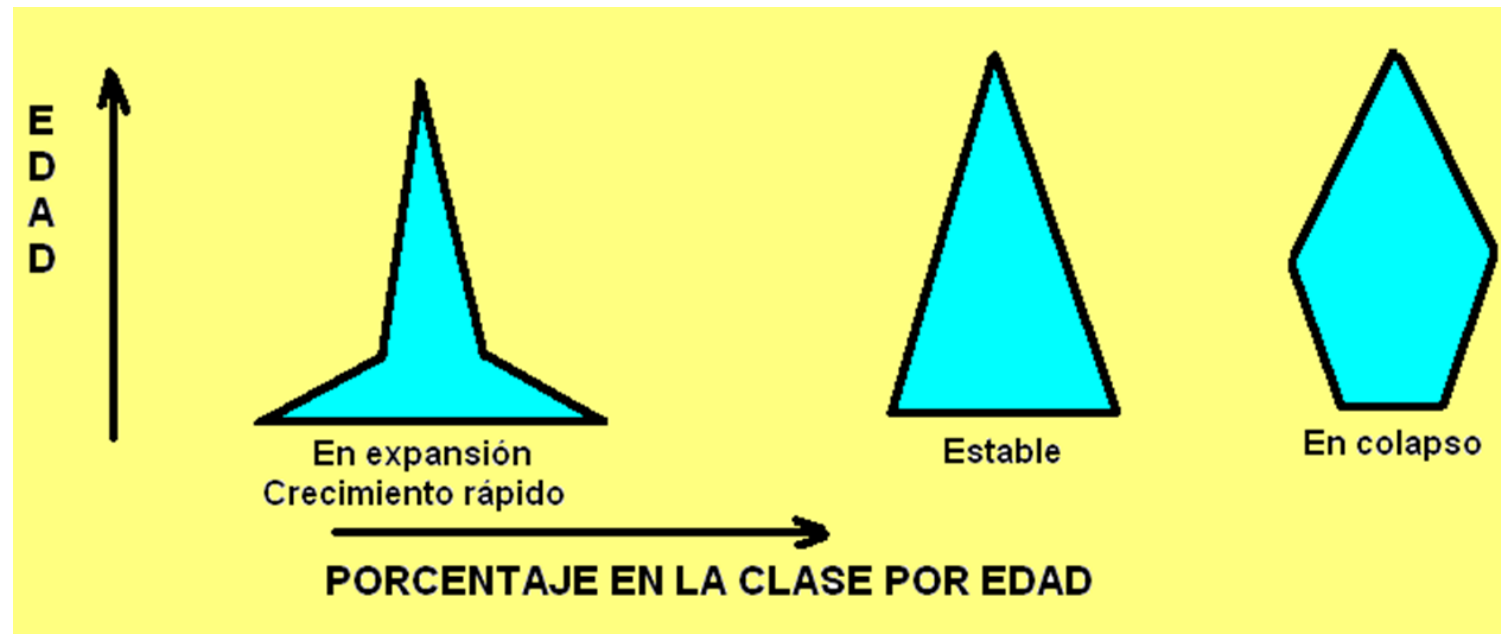 EDAD
En expansión
Crecimiento rápido
Estable
En colapso
PORCENTAJE EN LA CLASE POR EDAD